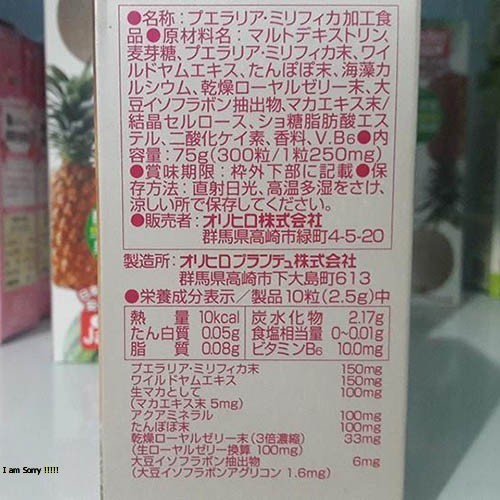 ●名称：プエラリア・ミリフィカ加工食
品●原材料名：マルトデキストリン、
麦芽糖、プエラリア・ミリフィカ末、ワイ
ルドヤムエキス、たんぽぽ末、海藻カ
ルシウム、乾燥ローヤルゼリー末、大
豆イソフラボン抽出物、マカエキス末/
結晶セルロース、ショ糖脂肪酸エス
テル、二酸化ケイ素、香料、V.B6●内
容量：75g(300粒/1粒250mg)
●賞味期限：枠外下部に記載●保
存方法：直射日光、高温多湿をさけ、
涼しい所で保存してください。
●販売者：オリヒロ株式会社
群馬県高崎市緑町4-5-20
製造所：オリヒロプランデュ株式会社
群馬県高崎市下大島町613
●栄養成分表示／製品10粒(2.5g)中
熱量 10kcal 炭水化物 2.17g
たん白質 0.05g 食塩相当量 0～0.01g
脂質 0.08g ビタミンB6 10.0mg
プエラリア・ミリフィカ末 150mg
ワイルドヤムエキス 150mg
生マカとして 100mg
(マカエキス末 5mg)
アクアミネラル 100mg
たんぽぽ末 100mg
乾燥ローヤルゼリー末(3倍濃縮) 33mg
(生ローヤルゼリー換算 100mg)
大豆イソフラボン抽出物 6mg
(大豆イソフラボンアグリコン 1.6mg)
I am Sorry !!!!!